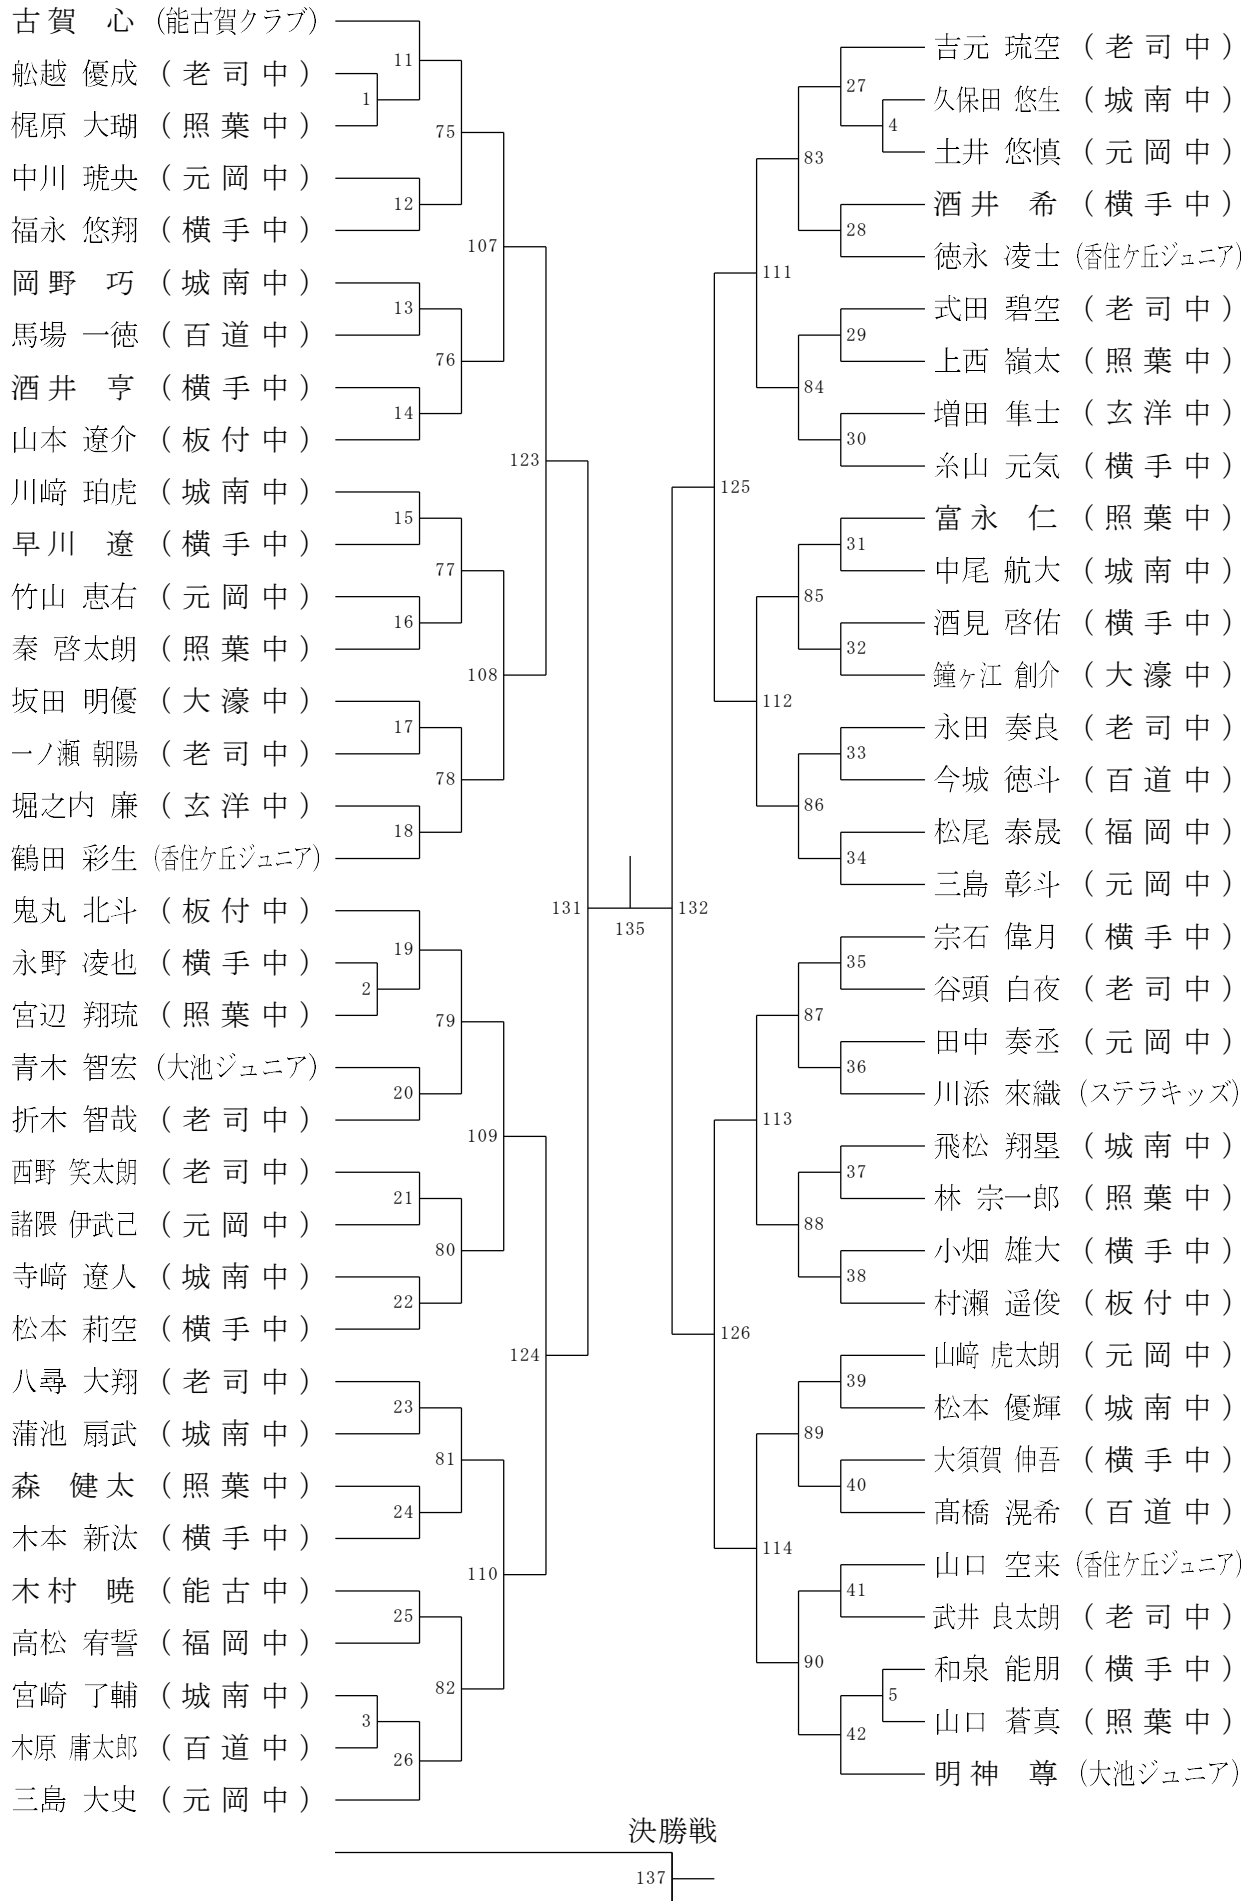 古賀 心 (能古賀クラブ)
舩越 優成 (老司中)
梶原 大瑚 (照葉中)
中川 琥央 (元岡中)
福永 悠翔 (横手中)
岡野 巧 (城南中)
馬場 一徳 (百道中)
酒井 亨 (横手中)
山本 遼介 (板付中)
川﨑 珀虎 (城南中)
早川 遼 (横手中)
竹山 恵右 (元岡中)
秦 啓太朗 (照葉中)
坂田 明優 (大濠中)
一ノ瀬 朝陽 (老司中)
堀之内 廉 (玄洋中)
鶴田 彩生 (香住ケ丘ジュニア)
鬼丸 北斗 (板付中)
永野 凌也 (横手中)
宮辺 翔琉 (照葉中)
青木 智宏 (大池ジュニア)
折木 智哉 (老司中)
西野 笑太朗 (老司中)
諸隈 伊武己 (元岡中)
寺﨑 遼人 (城南中)
松本 莉空 (横手中)
八尋 大翔 (老司中)
蒲池 扇武 (城南中)
森 健太 (照葉中)
木本 新汰 (横手中)
木村 暁 (能古中)
高松 宥誓 (福岡中)
宮崎 了輔 (城南中)
木原 庸太郎 (百道中)
三島 大史 (元岡中)
1
2
3
11
12
13
14
15
16
17
18
19
20
21
22
23
24
25
26
75
76
77
78
79
80
81
82
107
108
109
110
123
124
131
135
132
125
126
111
112
113
114
83
84
85
86
87
88
89
90
27
28
29
30
31
32
33
34
35
36
37
38
39
40
41
42
4
5
吉元 琉空 (老司中)
久保田 悠生 (城南中)
土井 悠慎 (元岡中)
酒井 希 (横手中)
徳永 凌士 (香住ケ丘ジュニア)
式田 碧空 (老司中)
上西 嶺太 (照葉中)
増田 隼士 (玄洋中)
糸山 元気 (横手中)
富永 仁 (照葉中)
中尾 航大 (城南中)
酒見 啓佑 (横手中)
鐘ヶ江 創介 (大濠中)
永田 奏良 (老司中)
今城 徳斗 (百道中)
松尾 泰晟 (福岡中)
三島 彰斗 (元岡中)
宗石 偉月 (横手中)
谷頭 白夜 (老司中)
田中 奏丞 (元岡中)
川添 來織 (ステラキッズ)
飛松 翔塁 (城南中)
林 宗一郎 (照葉中)
小畑 雄大 (横手中)
村瀬 遥俊 (板付中)
山﨑 虎太朗 (元岡中)
松本 優輝 (城南中)
大須賀 伸吾 (横手中)
髙橋 滉希 (百道中)
山口 空来 (香住ケ丘ジュニア)
武井 良太朗 (老司中)
和泉 能朋 (横手中)
山口 蒼真 (照葉中)
明神 尊 (大池ジュニア)
決勝戦
137